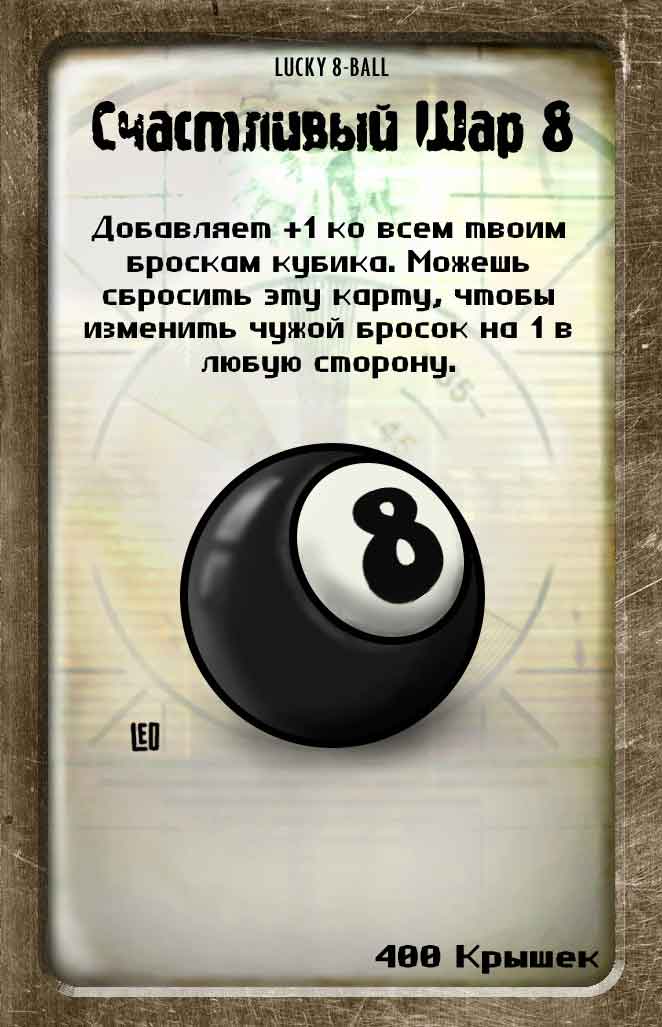 LUCKY 8-BALL
Счастливый Шар 8
Добавляет +1 ко всем твоим
броскам кубика. Можешь
сбросить эту карту, чтобы
изменить чужой бросок на 1 в
любую сторону.
45
8
LEO
400 Крышек